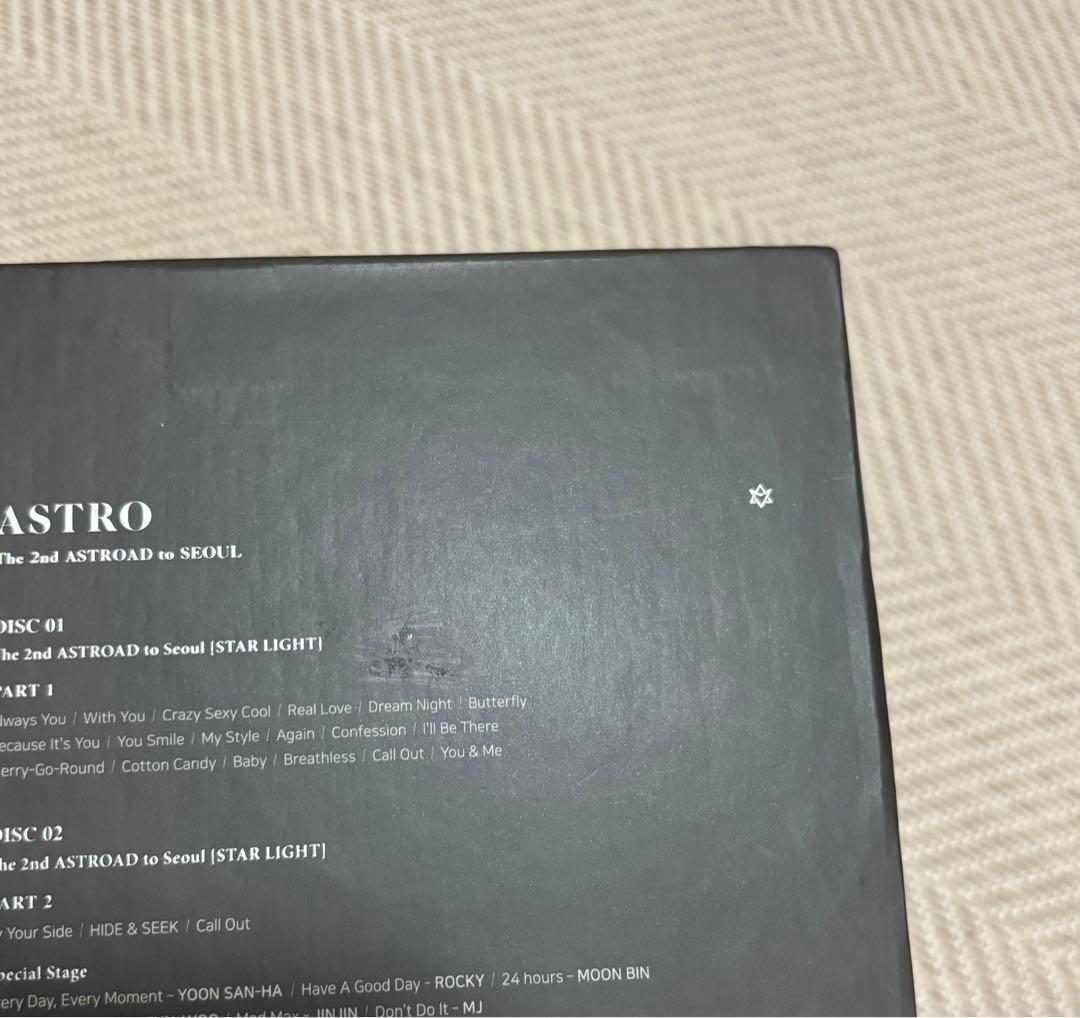 ASTRO
The 2nd ASTROAD to SEOUL
DISC 01
The 2nd ASTROAD to Seoul [STAR LIGHT]
PART 1
lways You / With You / Crazy Sexy Cool / Real Love / Dream Night / Butterfly
ecause It's You / You Smile / My Style / Again / Confession / I'll Be There
erry-Go-Round / Cotton Candy / Baby / Breathless / Call Out / You & Me
DISC 02
he 2nd ASTROAD to Seoul [STAR LIGHT]
ART 2
Your Side / HIDE & SEEK / Call Out
pecial Stage
ery Day, Every Moment - YOON SAN-HA / Have A Good Day - ROCKY / 24 hours - MOON BIN
/ Mad Max - JIN JIN / Don't Do It - MJ